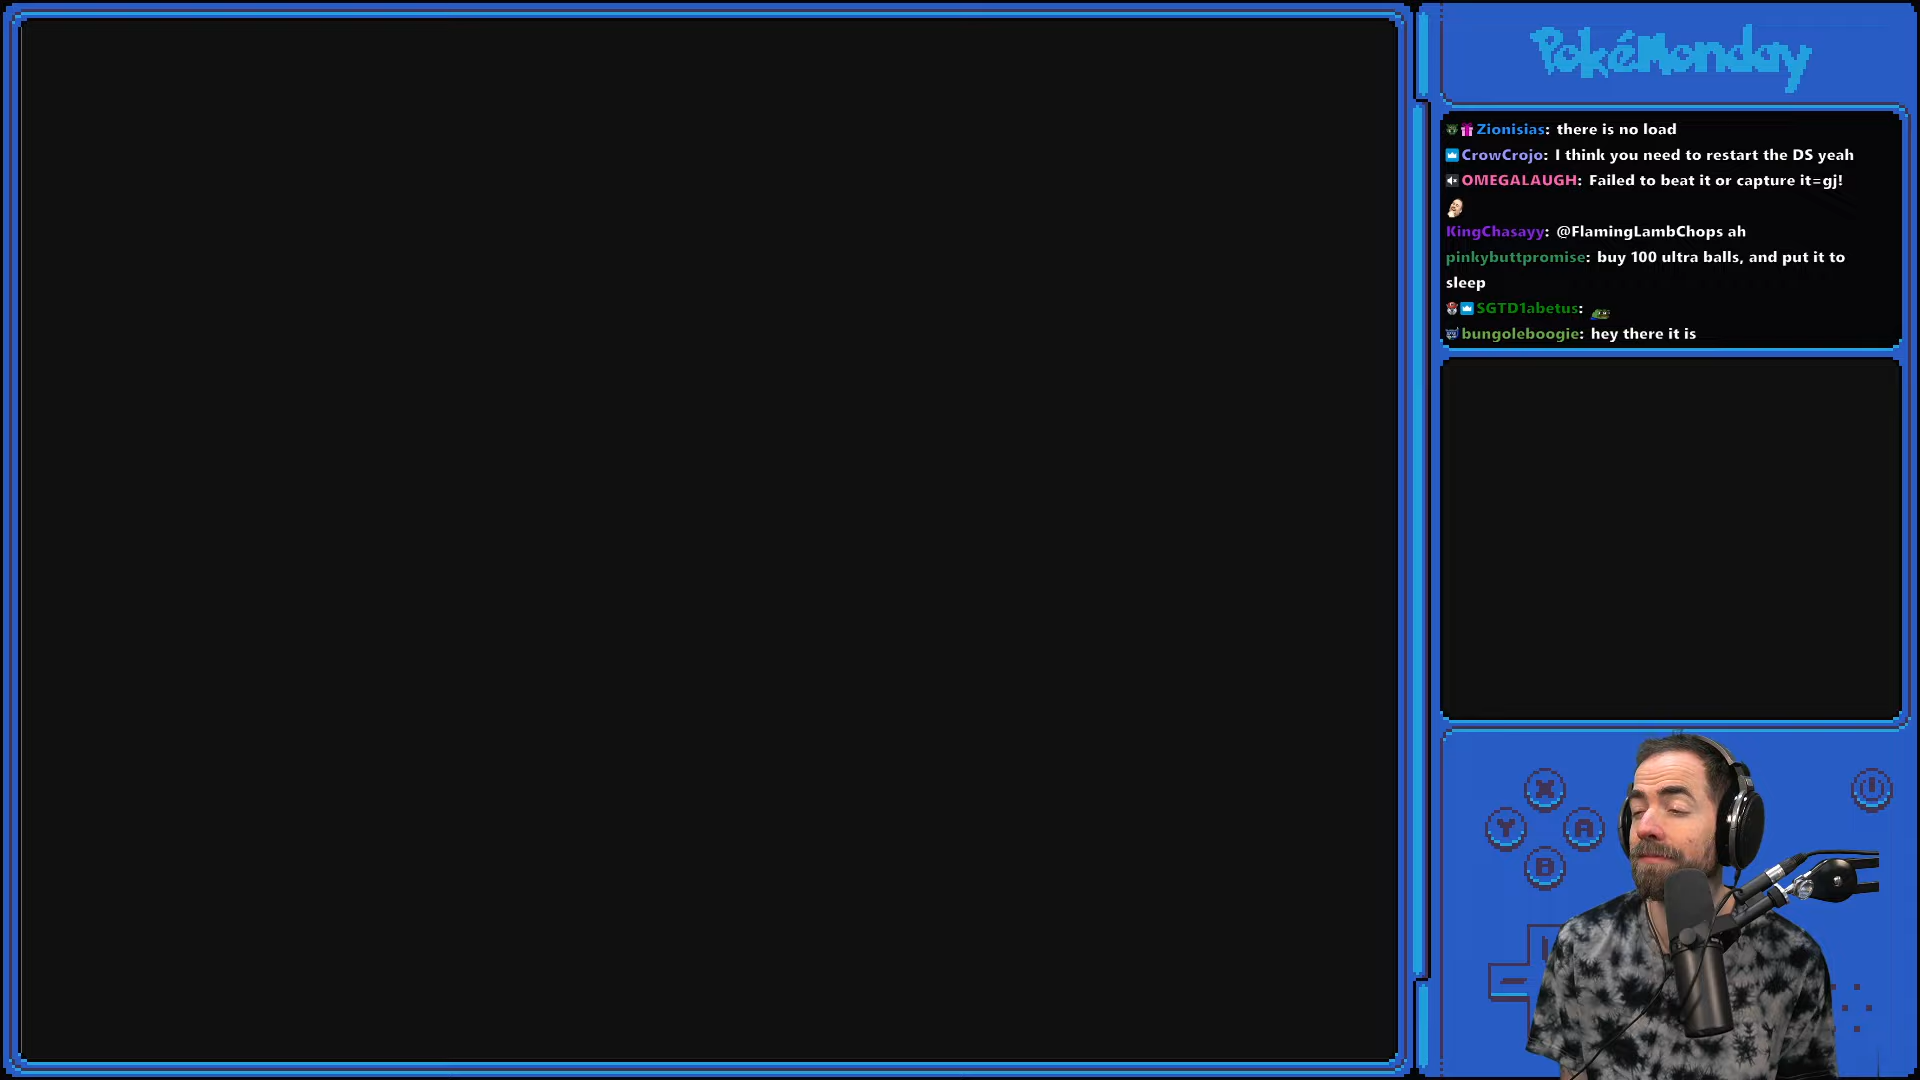 PokéMonday
Zionisias: there is no load
CrowCrojo: I think you need to restart the DS yeah
OMEGALAUGH: Failed to beat it or capture it=gj!
KingChasayy: @FlamingLambChops ah
pinkybuttpromise: buy 100 ultra balls, and put it to
sleep
SGTD1abetus:
bungoleboogie: hey there it is
X
Y A
B